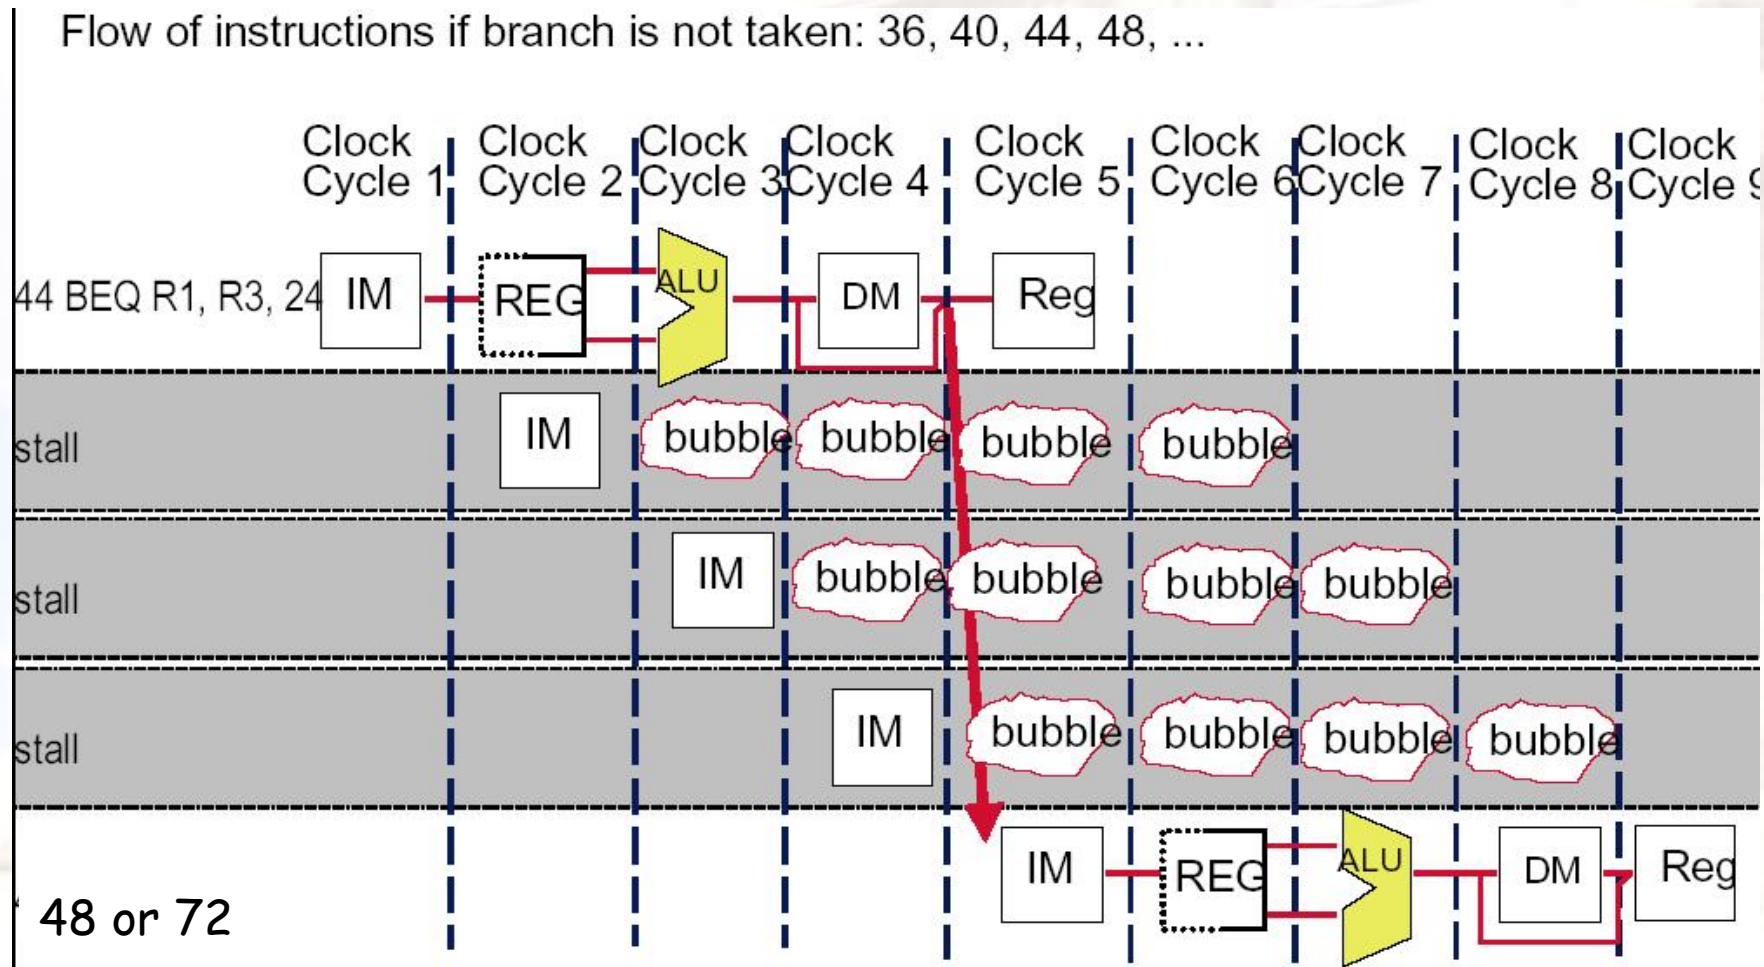 Flow of instructions if branch is not taken: 36, 40, 44, 48, ...
Clock Clock Clock Clock Clock Clock Clock Clock Clock
Cycle 1 Cycle 2 Cycle 3 Cycle 4 Cycle 5 Cycle 6 Cycle 7 Cycle 8 Cycle 9
44 BEQ R1, R3, 24 IM REG ALU DM Reg
stall IM bubble bubble bubble bubble
stall IM bubble bubble bubble bubble
stall IM bubble bubble bubble bubble
48 or 72 IM REG ALU DM Reg